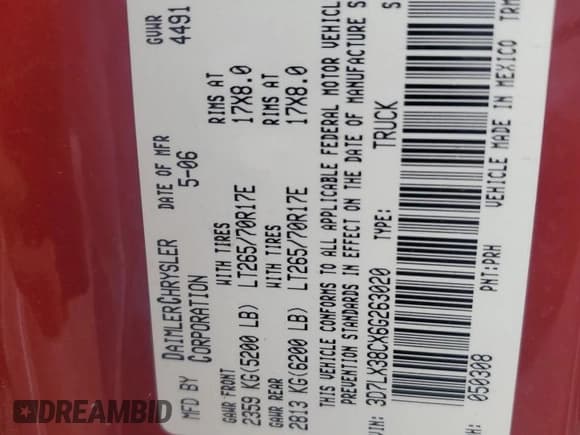 MFD BY DAIMLERCHRYSLER CORPORATION DATE OF MFR 5-06 GVWR 4491
GAWR FRONT WITH TIRES RIMS AT
2359 KG(5200 LB) LT265/70R17E 17X8.0
GAWR REAR WITH TIRES RIMS AT
2813 KG(6200 LB) LT265/70R17E 17X8.0
THIS VEHICLE CONFORMS TO ALL APPLICABLE FEDERAL MOTOR VEHICL
PREVENTION STANDARDS IN EFFECT ON THE DATE OF MANUFACTURE S
VIN: 3D7LX38CX6G263020 TYPE: TRUCK S
H: 050308 PNT:PRH VEHICLE MADE IN MEXICO TRM
DREAMBID